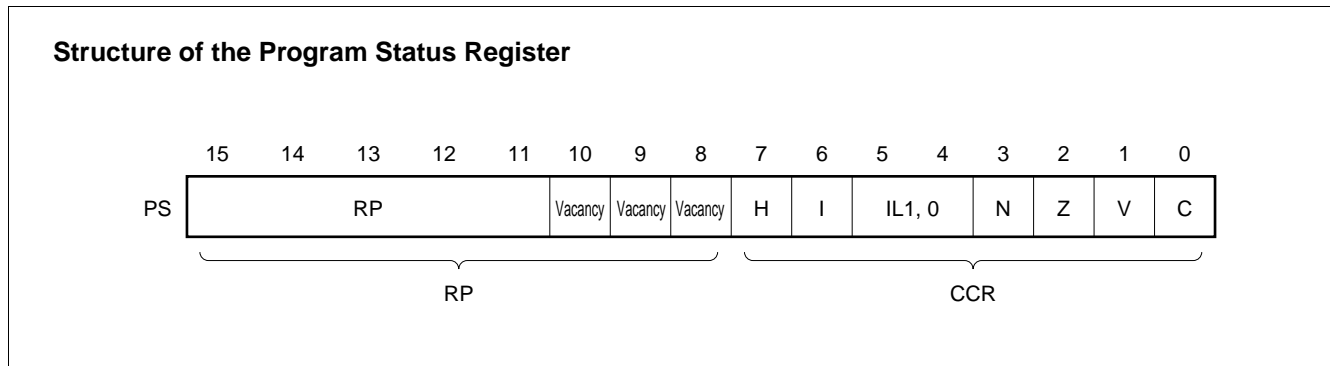 Structure of the Program Status Register
15 14 13 12 11 10 9 8 7 6 5 4 3 2 1 0
PS RP Vacancy Vacancy Vacancy H I IL1, 0 N Z V C
RP CCR